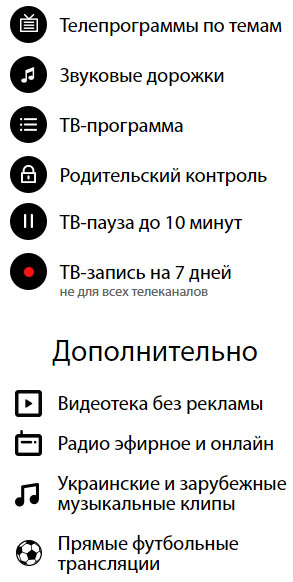 Телепрограммы по темам
Звуковые дорожки
ТВ-программа
Родительский контроль
ТВ-пауза до 10 минут
ТВ-запись на 7 дней
не для всех телеканалов
Дополнительно
Видеотека без рекламы
Радио эфирное и онлайн
Украинские и зарубежные
музыкальные клипы
Прямые футбольные
трансляции